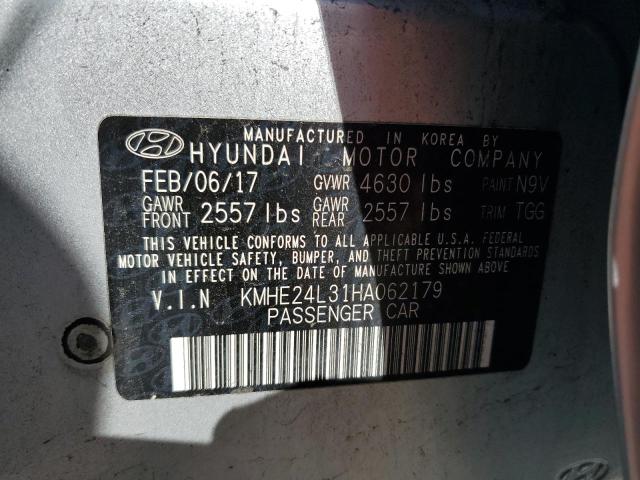 MANUFACTURED IN KOREA BY
HYUNDAI MOTOR COMPANY
FEB/06/17 GVWR 4630 lbs PAINT N9V
GAWR FRONT 2557 lbs GAWR REAR 2557 lbs TRIM TGG
THIS VEHICLE CONFORMS TO ALL APPLICABLE U.S.A. FEDERAL
MOTOR VEHICLE SAFETY, BUMPER, AND THEFT PREVENTION STANDARDS
IN EFFECT ON THE DATE OF MANUFACTURE SHOWN ABOVE.
V.I.N KMHE24L31HA062179
PASSENGER CAR